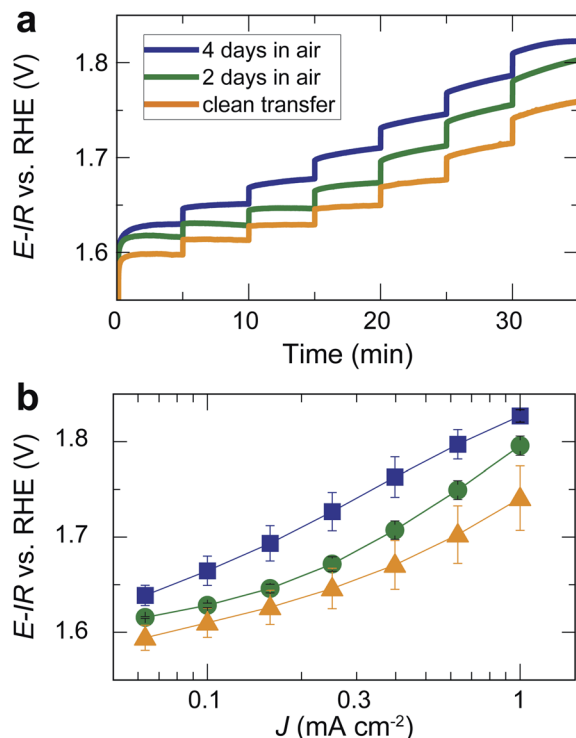 a
4 days in air
2 days in air
clean transfer
E-IR vs. RHE (V)
1.8
1.7
1.6
0 10 20 30
Time (min)
b
E-IR vs. RHE (V)
1.8
1.7
1.6
0.1 0.3 1
J (mA cm⁻²)